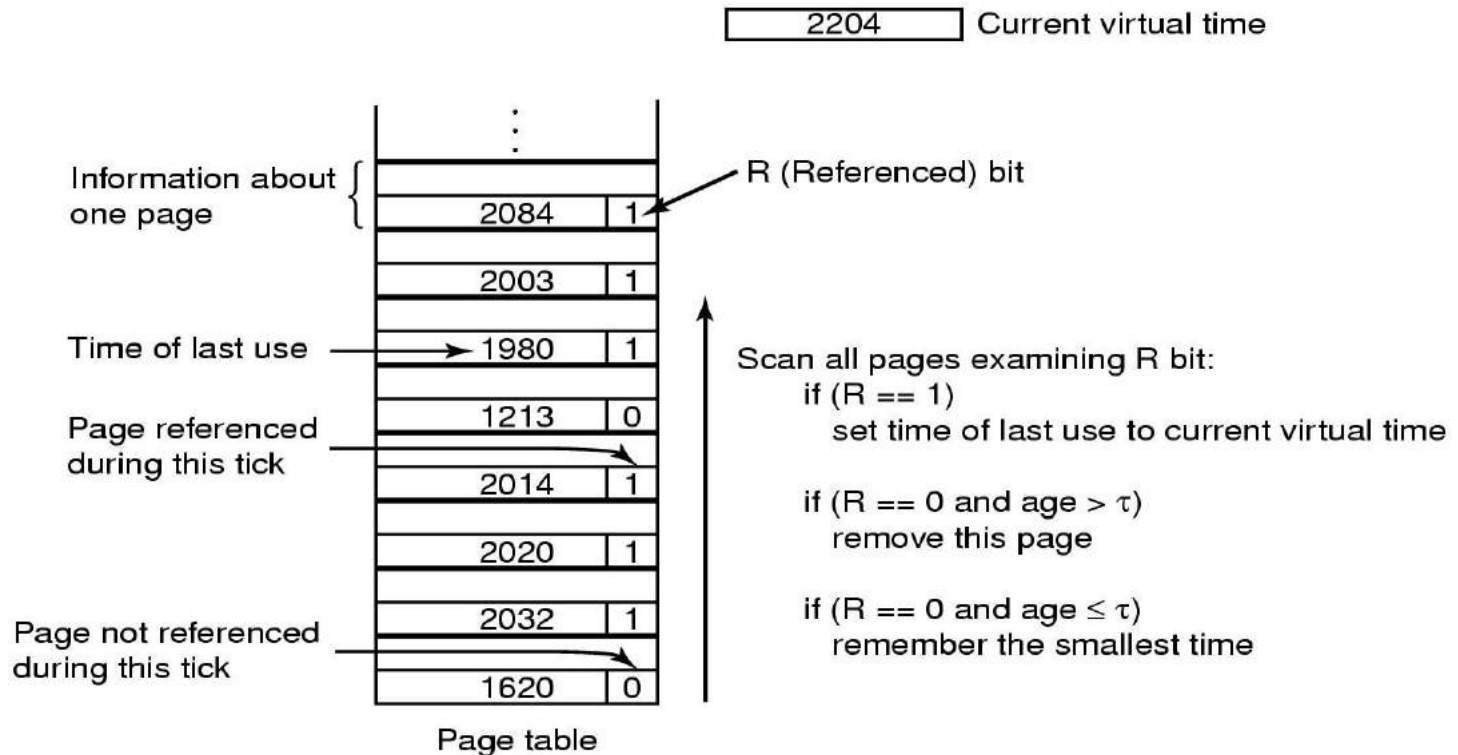 2204 Current virtual time
Information about
one page
R (Referenced) bit
2084 1
2003 1
Time of last use
1980 1
1213 0
Page referenced
during this tick
2014 1
2020 1
2032 1
Page not referenced
during this tick
1620 0
Page table
Scan all pages examining R bit:
if (R == 1)
set time of last use to current virtual time
if (R == 0 and age > τ)
remove this page
if (R == 0 and age ≤ τ)
remember the smallest time